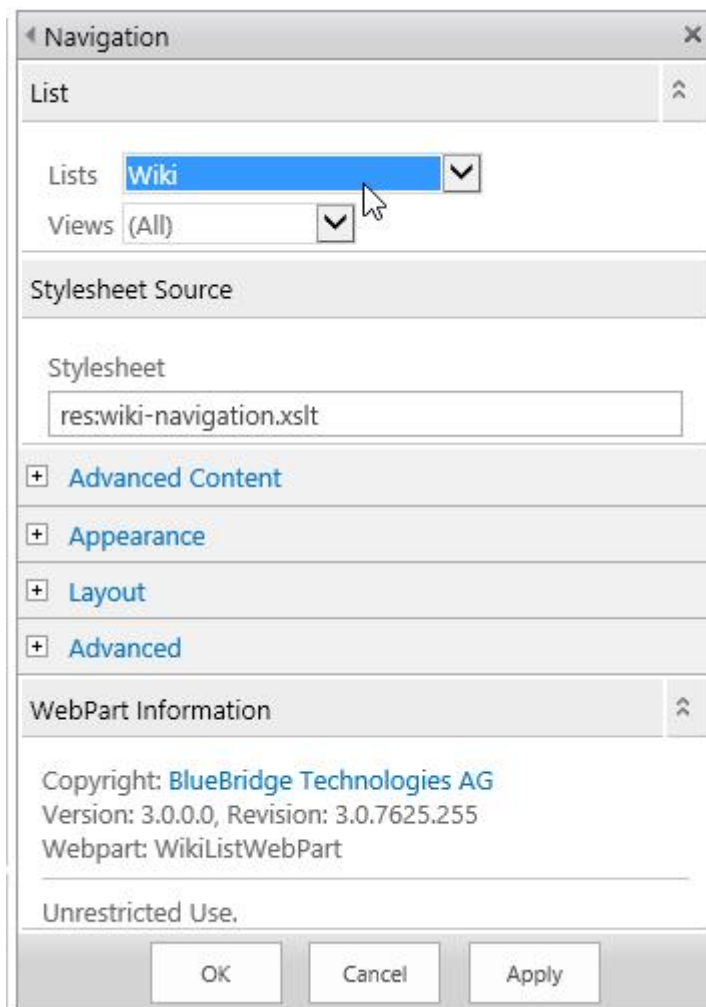 Navigation
List
Lists Wiki
Views (All)
Stylesheet Source
Stylesheet
res:wiki-navigation.xslt
Advanced Content
Appearance
Layout
Advanced
WebPart Information
Copyright: BlueBridge Technologies AG
Version: 3.0.0.0, Revision: 3.0.7625.255
Webpart: WikiListWebPart
Unrestricted Use.
OK Cancel Apply